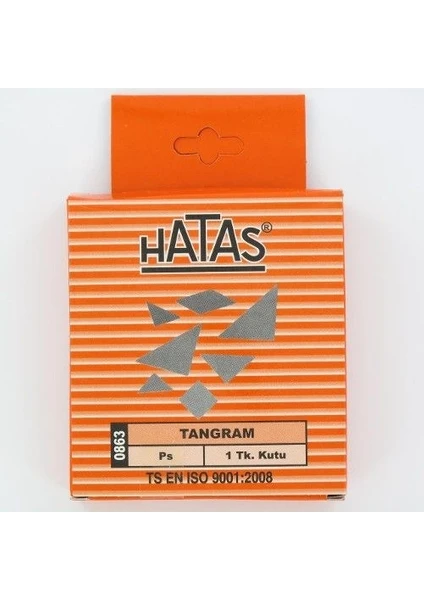 HATAS®
0863
TANGRAM
Ps 1 Tk. Kutu
TS EN ISO 9001:2008